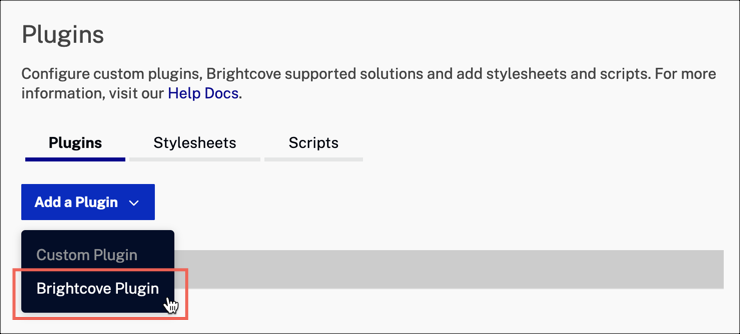 Plugins
Configure custom plugins, Brightcove supported solutions and add stylesheets and scripts. For more
information, visit our Help Docs.
Plugins Stylesheets Scripts
Add a Plugin
Custom Plugin
Brightcove Plugin